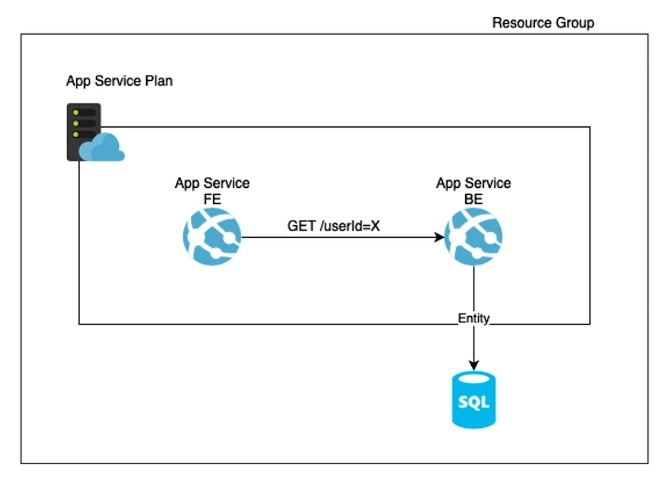 Resource Group
App Service Plan
App Service
FE
App Service
BE
GET /userId=X
Entity
SQL